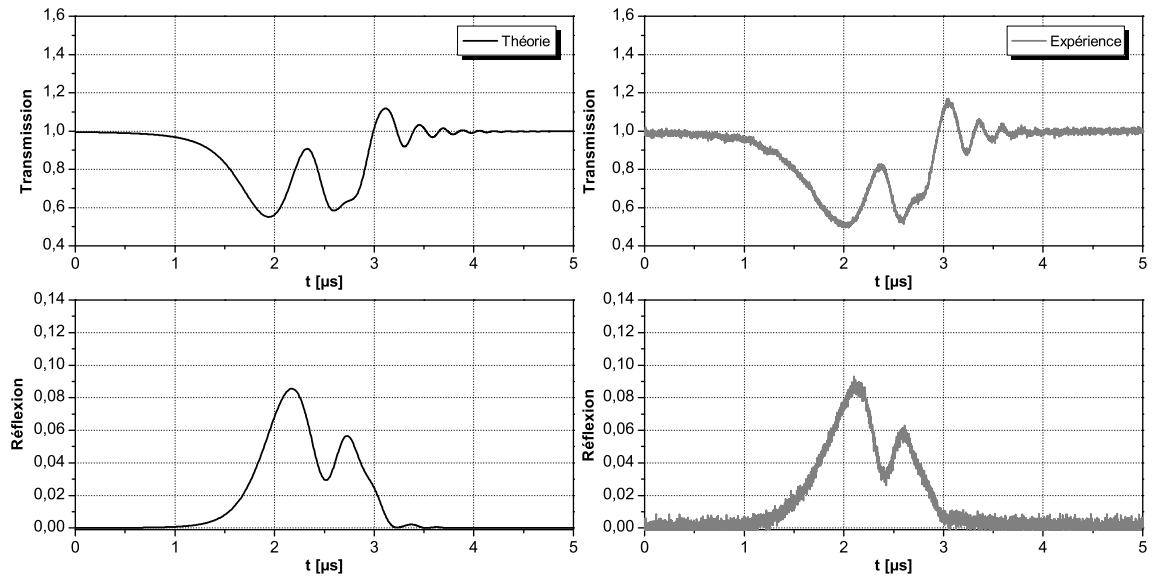 1,6
1,4
1,2
1,0
0,8
0,6
0,4
Transmission
Théorie
0 1 2 3 4 5
t [µs]
1,6
1,4
1,2
1,0
0,8
0,6
0,4
Transmission
Expérience
0 1 2 3 4 5
t [µs]
0,14
0,12
0,10
0,08
0,06
0,04
0,02
0,00
Réflexion
0 1 2 3 4 5
t [µs]
0,14
0,12
0,10
0,08
0,06
0,04
0,02
0,00
Réflexion
0 1 2 3 4 5
t [µs]